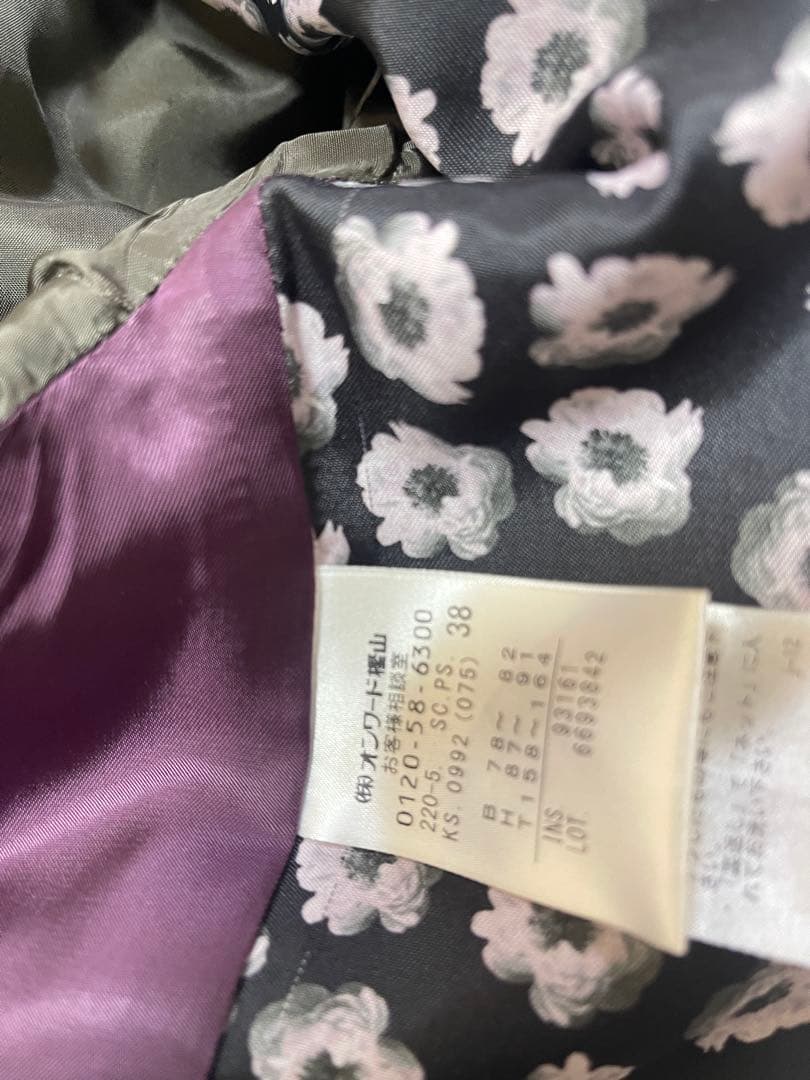 (株)オンワード樫山
お客様相談室
0120-58-6300
220-5. SC.PS.
KS.0992 (075) 38
B 78～ 82
H 87～ 91
T 158～164
INS. 93161
LOT. 6693842